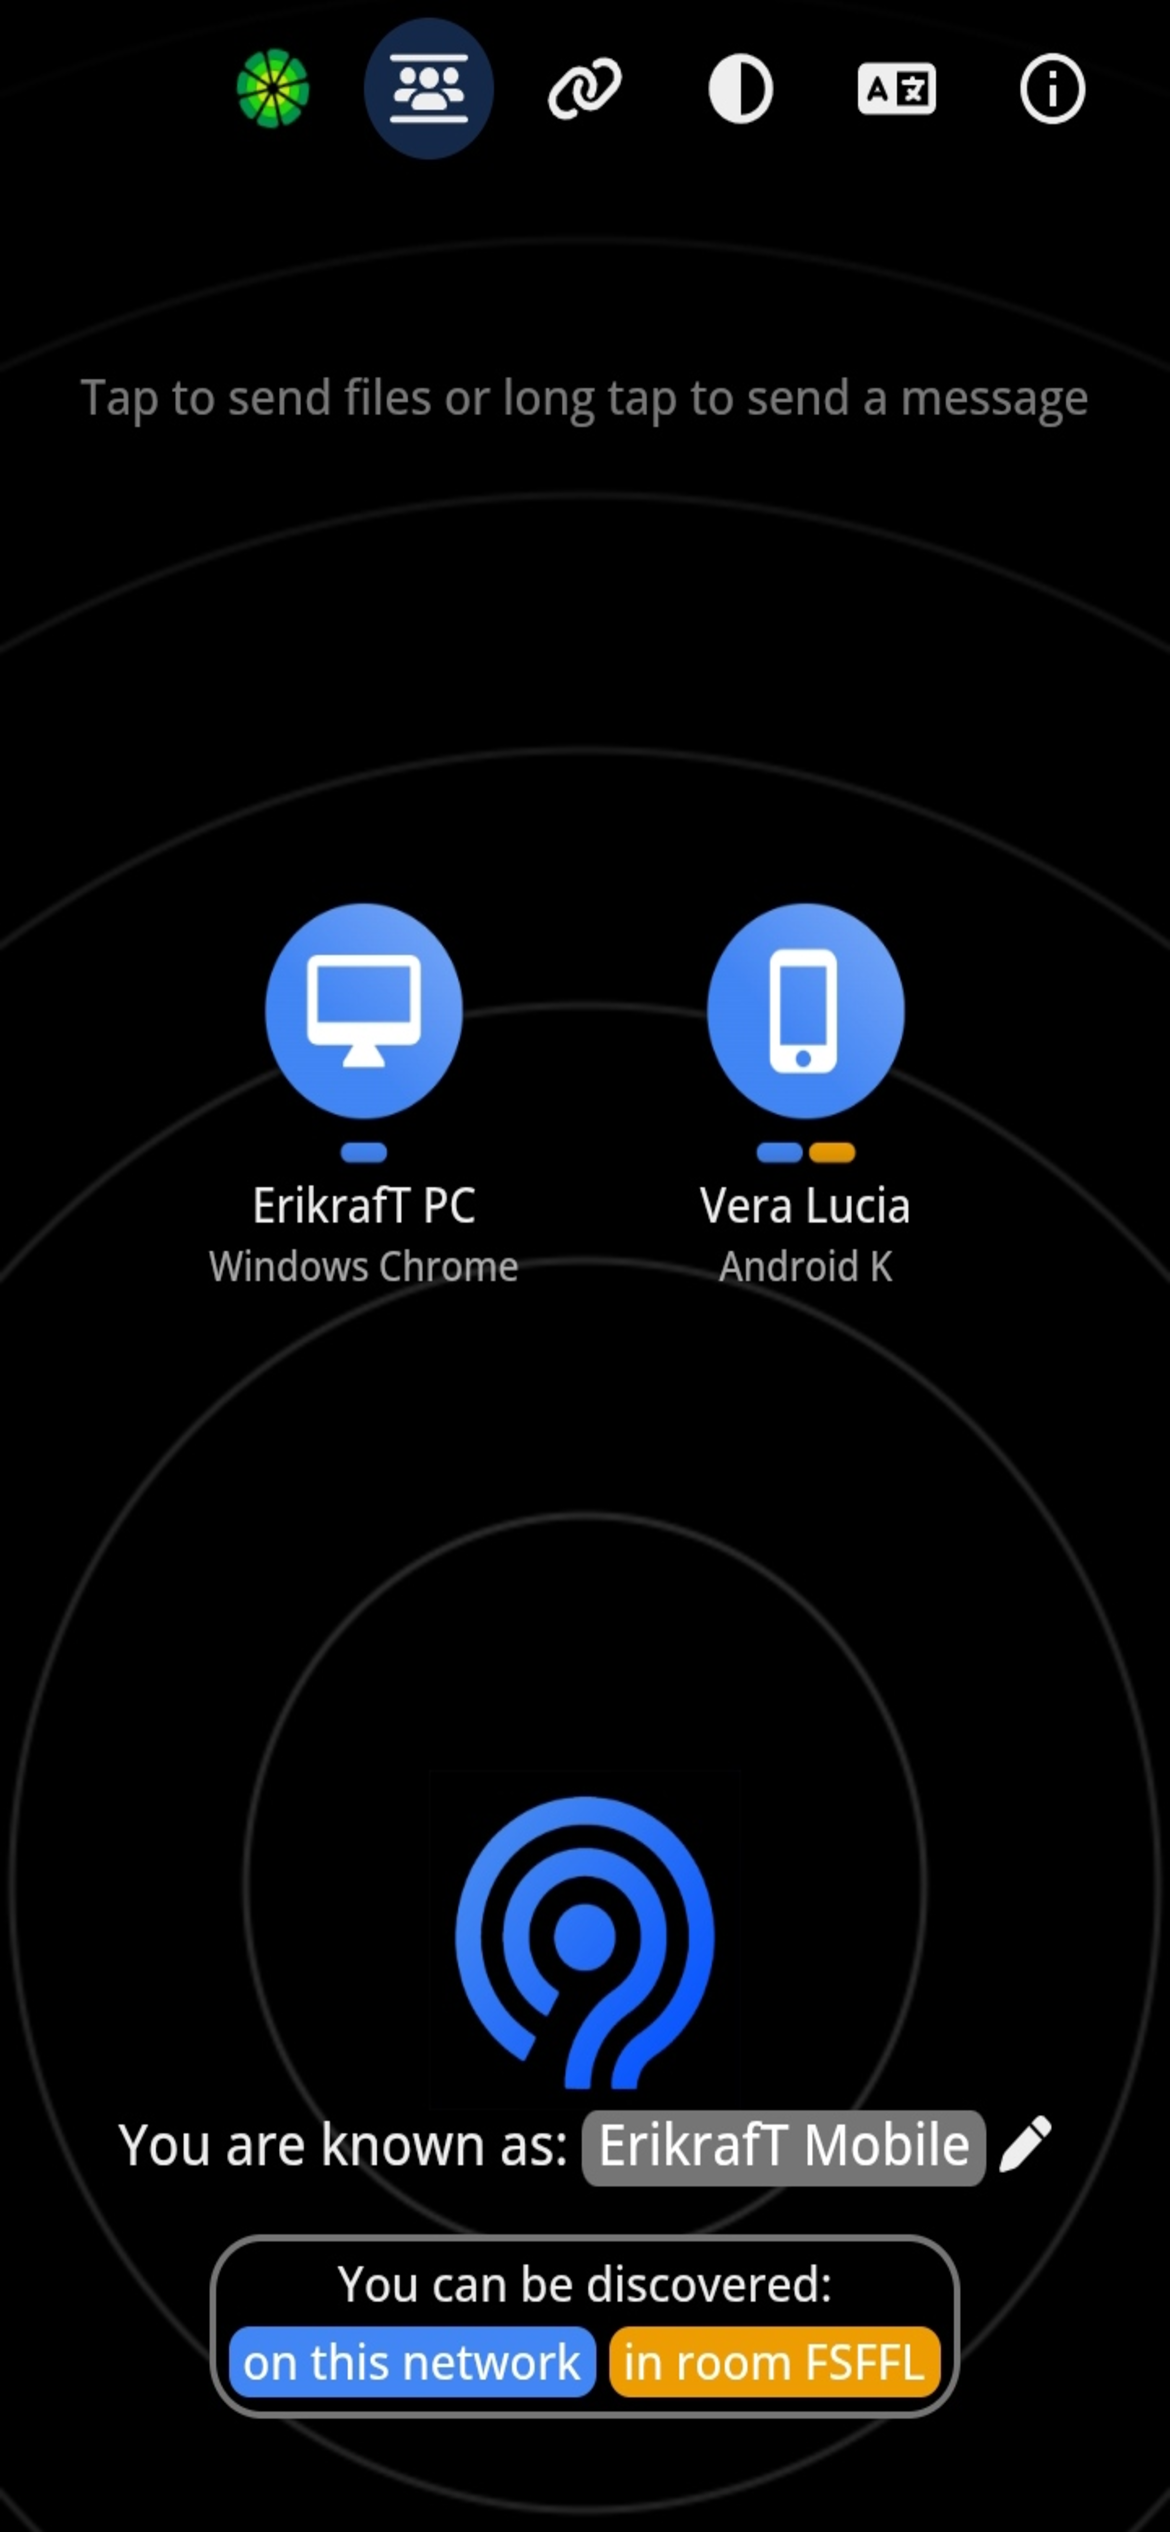 A 文
Tap to send files or long tap to send a message
ErikrafT PC
Windows Chrome
Vera Lucia
Android K
You are known as: ErikrafT Mobile
You can be discovered:
on this network in room FSFFL